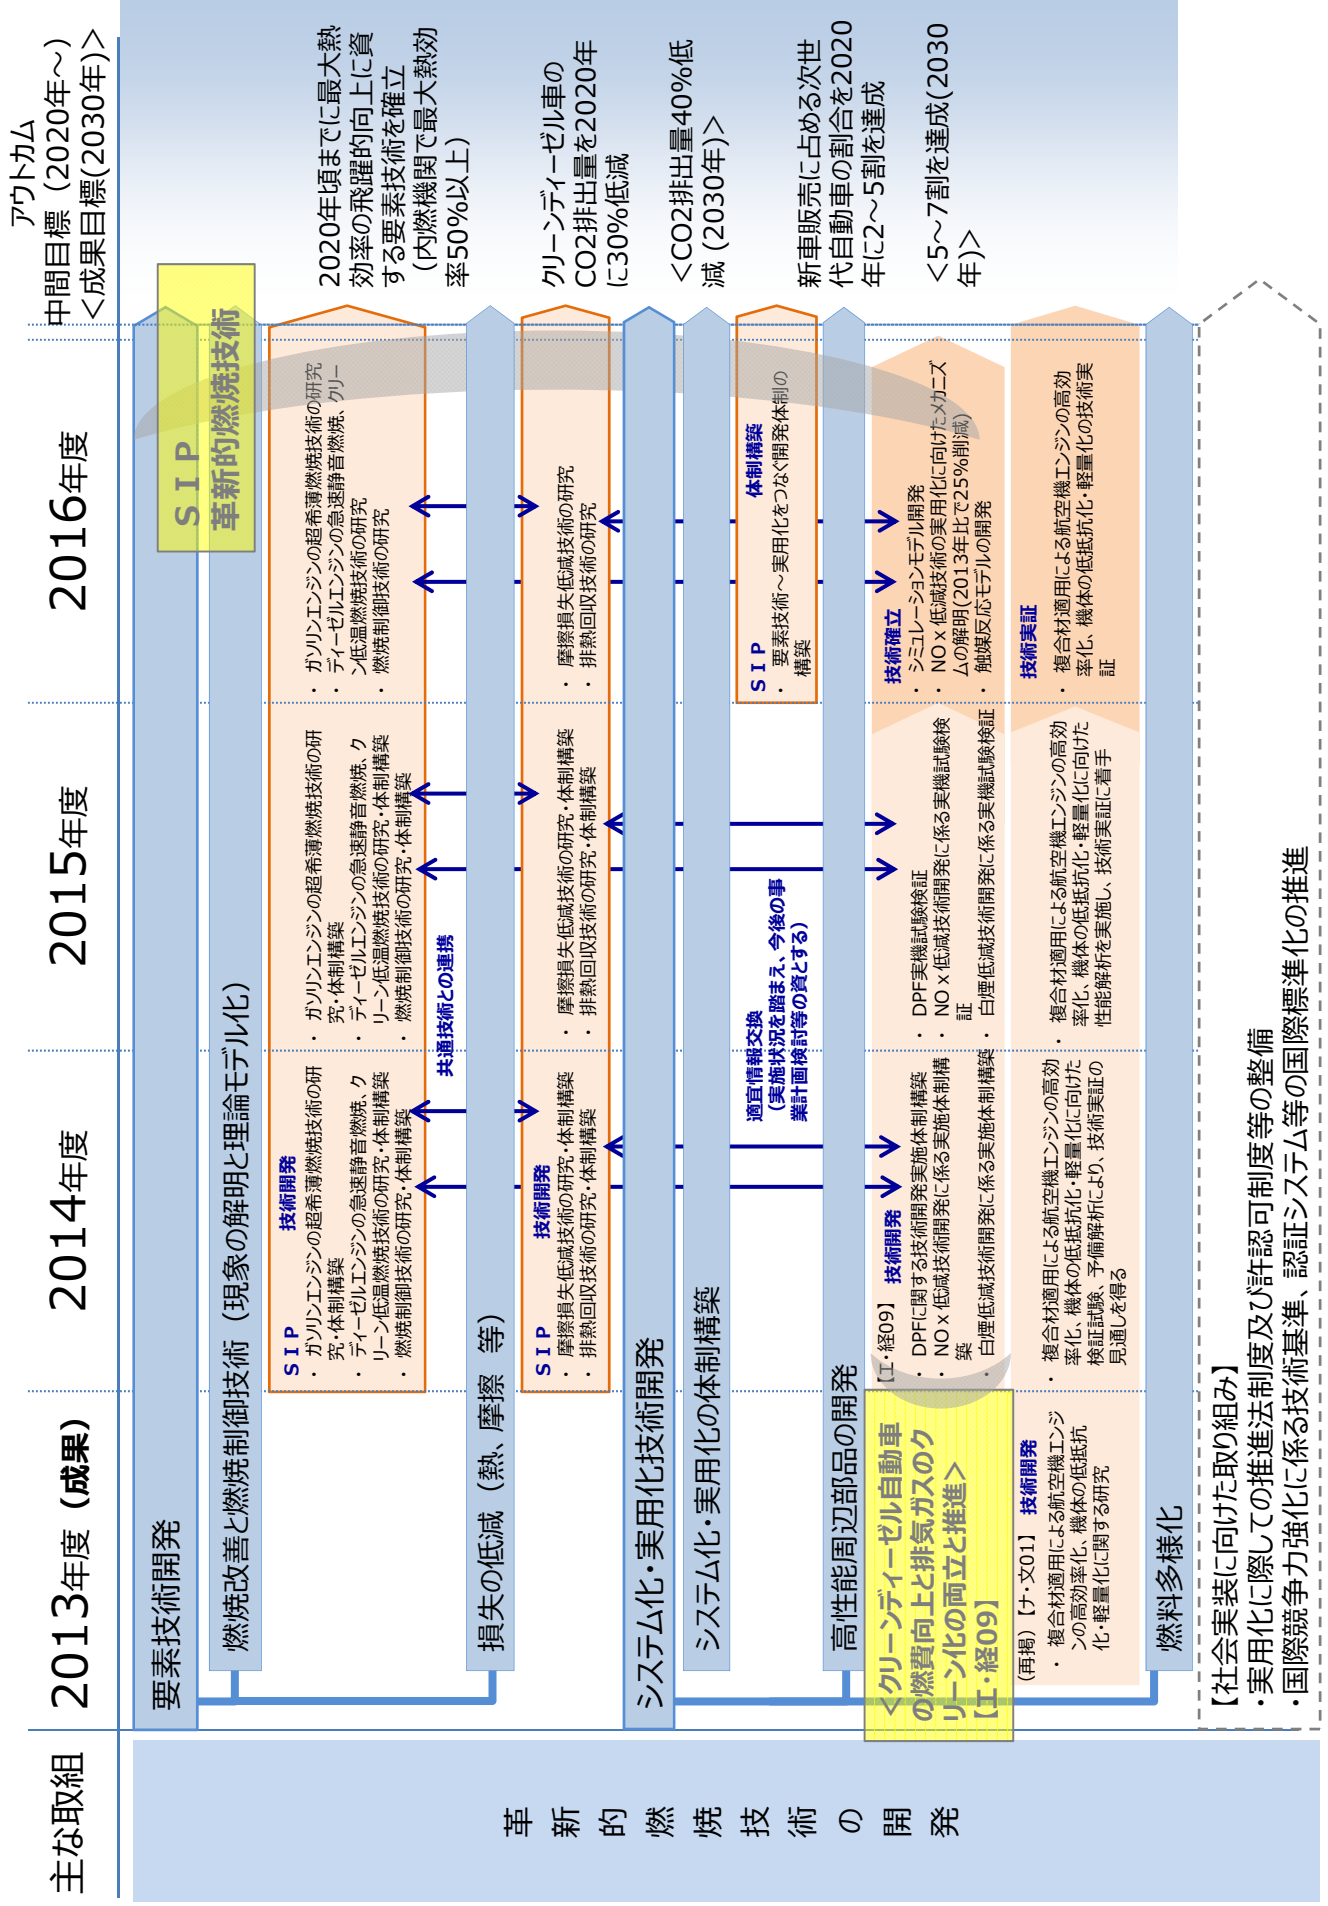 主な取組
2013年度（成果）
2014年度
2015年度
2016年度
アウトカム
中間目標（2020年～）
＜成果目標(2030年)＞
革新的燃焼技術の開発
要素技術開発
ＳＩＰ
革新的燃焼技術
燃焼改善と燃焼制御技術（現象の解明と理論モデル化）
ＳＩＰ　技術開発
・ ガソリンエンジンの超希薄燃焼技術の研
究・体制構築
・ ディーゼルエンジンの急速静音燃焼、ク
リーン低温燃焼技術の研究・体制構築
・ 燃焼制御技術の研究・体制構築
・ ガソリンエンジンの超希薄燃焼技術の研
究・体制構築
・ ディーゼルエンジンの急速静音燃焼、ク
リーン低温燃焼技術の研究・体制構築
・ 燃焼制御技術の研究・体制構築
・ ガソリンエンジンの超希薄燃焼技術の研究
・ ディーゼルエンジンの急速静音燃焼、クリー
ン低温燃焼技術の研究
・ 燃焼制御技術の研究
2020年頃までに最大熱
効率の飛躍的向上に資
する要素技術を確立
（内燃機関で最大熱効
率50%以上）
共通技術との連携
損失の低減（熱、摩擦　等）
ＳＩＰ　技術開発
・ 摩擦損失低減技術の研究・体制構築
・ 排熱回収技術の研究・体制構築
・ 摩擦損失低減技術の研究・体制構築
・ 排熱回収技術の研究・体制構築
・ 摩擦損失低減技術の研究
・ 排熱回収技術の研究
クリーンディーゼル車の
CO2排出量を2020年
に30%低減
＜CO2排出量40%低
減 (2030年)＞
システム化・実用化技術開発
システム化・実用化の体制構築
適宜情報交換
（実施状況を踏まえ、今後の事
業計画検討等の資とする）
ＳＩＰ　体制構築
・ 要素技術～実用化をつなぐ開発体制の
構築
新車販売に占める次世
代自動車の割合を2020
年に2～5割を達成
＜5～7割を達成(2030
年)＞
高性能周辺部品の開発
＜クリーンディーゼル自動車
の燃費向上と排気ガスのク
リーン化の両立と推進＞
【工・経09】
【工・経09】　技術開発
・ DPFに関する技術開発実施体制構築
・ NOｘ低減技術開発に係る実施体制構
築
・ 白煙低減技術開発に係る実施体制構築
・ DPF実機試験検証
・ NOｘ低減技術開発に係る実機試験検
証
・ 白煙低減技術開発に係る実機試験検証
技術確立
・ シミュレーションモデル開発
・ NOｘ低減技術の実用化に向けたメカニズ
ムの解明(2013年比で25%削減)
・ 触媒反応モデルの開発
(再掲)【ナ・文01】　技術開発
・ 複合材適用による航空機エンジ
ンの高効率化、機体の低抵抗
化・軽量化に関する研究
・ 複合材適用による航空機エンジンの高効
率化、機体の低抵抗化・軽量化に向けた
検証試験、予備解析により、技術実証の
見通しを得る
・ 複合材適用による航空機エンジンの高効
率化、機体の低抵抗化・軽量化に向けた
性能解析を実施し、技術実証に着手
技術実証
・ 複合材適用による航空機エンジンの高効
率化、機体の低抵抗化・軽量化の技術実
証
燃料多様化
【社会実装に向けた取り組み】
・実用化に際しての推進法制度及び許認可制度等の整備
・国際競争力強化に係る技術基準、認証システム等の国際標準化の推進